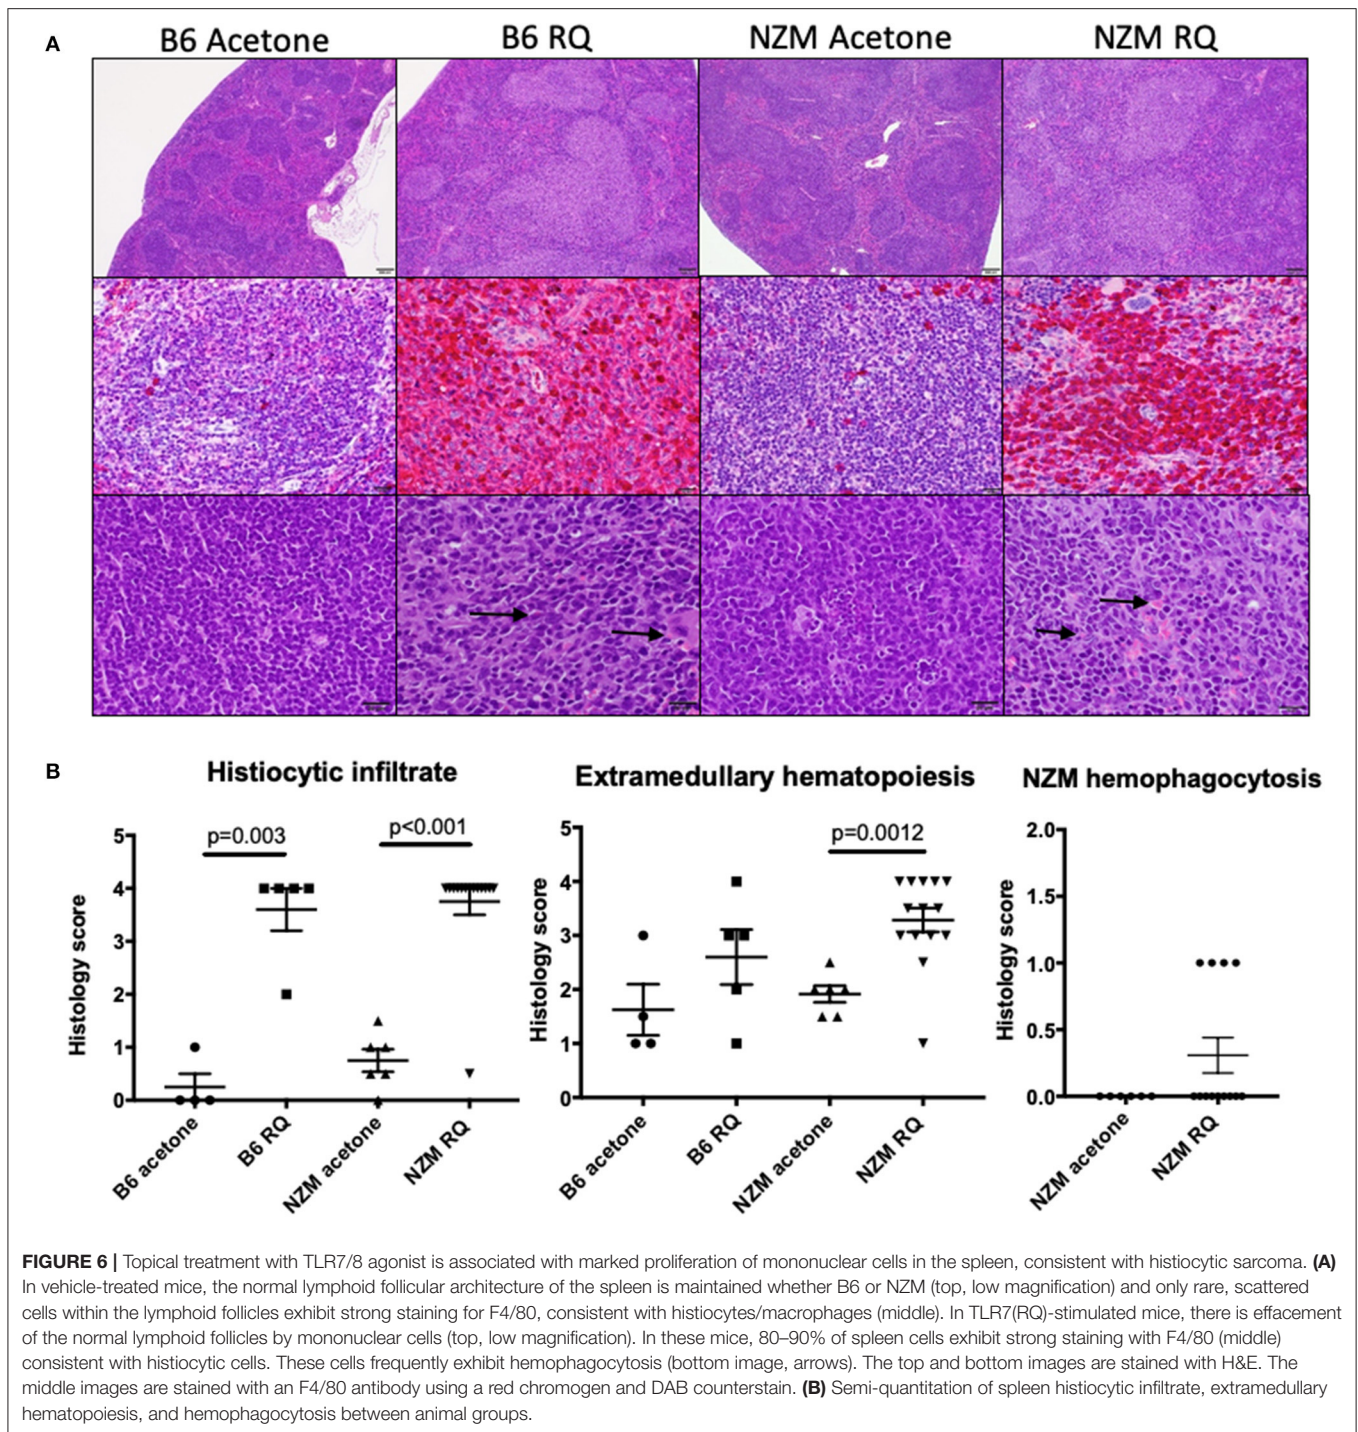 A
B6 Acetone
B6 RQ
NZM Acetone
NZM RQ
B
Histiocytic infiltrate
Histology score
5
4
3
2
1
0
p=0.003
p<0.001
B6 acetone
B6 RQ
NZM acetone
NZM RQ
Extramedullary hematopoiesis
Histology score
5
4
3
2
1
0
p=0.0012
B6 acetone
B6 RQ
NZM acetone
NZM RQ
NZM hemophagocytosis
Histology score
2.0
1.5
1.0
0.5
0.0
NZM acetone
NZM RQ
FIGURE 6 | Topical treatment with TLR7/8 agonist is associated with marked proliferation of mononuclear cells in the spleen, consistent with histiocytic sarcoma. (A)
In vehicle-treated mice, the normal lymphoid follicular architecture of the spleen is maintained whether B6 or NZM (top, low magnification) and only rare, scattered
cells within the lymphoid follicles exhibit strong staining for F4/80, consistent with histiocytes/macrophages (middle). In TLR7(RQ)-stimulated mice, there is effacement
of the normal lymphoid follicles by mononuclear cells (top, low magnification). In these mice, 80–90% of spleen cells exhibit strong staining with F4/80 (middle)
consistent with histiocytic cells. These cells frequently exhibit hemophagocytosis (bottom image, arrows). The top and bottom images are stained with H&E. The
middle images are stained with an F4/80 antibody using a red chromogen and DAB counterstain. (B) Semi-quantitation of spleen histiocytic infiltrate, extramedullary
hematopoiesis, and hemophagocytosis between animal groups.